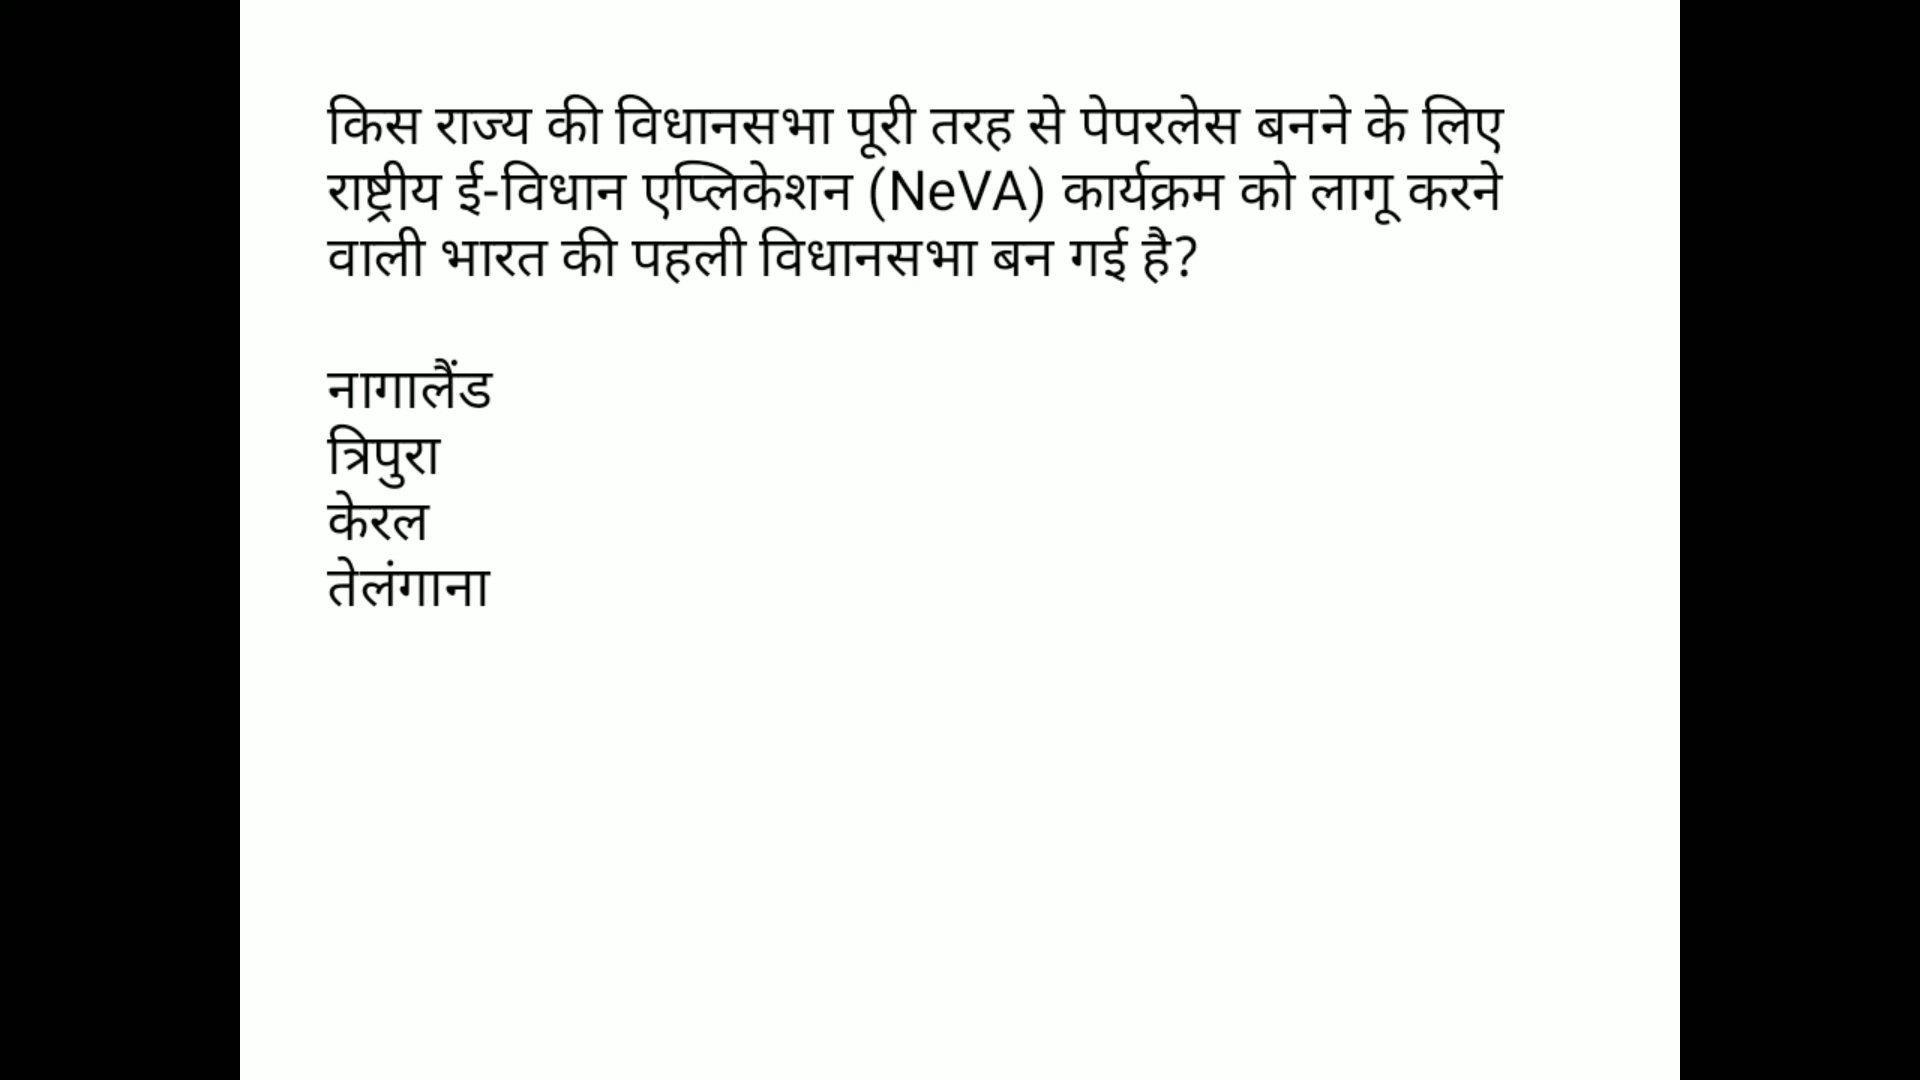 किस राज्य की विधानसभा पूरी तरह से पेपरलेस बनने के लिए
राष्ट्रीय ई-विधान एप्लिकेशन (NeVA) कार्यक्रम को लागू करने
वाली भारत की पहली विधानसभा बन गई है?
नागालैंड
त्रिपुरा
केरल
तेलंगाना